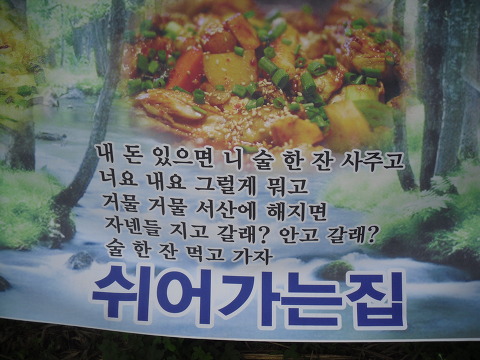 내 돈 있으면 니 술 한 잔 사주고
너요 내요 그렇게 뭐고
거물 거물 서산에 해지면
자넨들 지고 갈래? 안고 갈래?
술 한 잔 먹고 가자
쉬어가는집